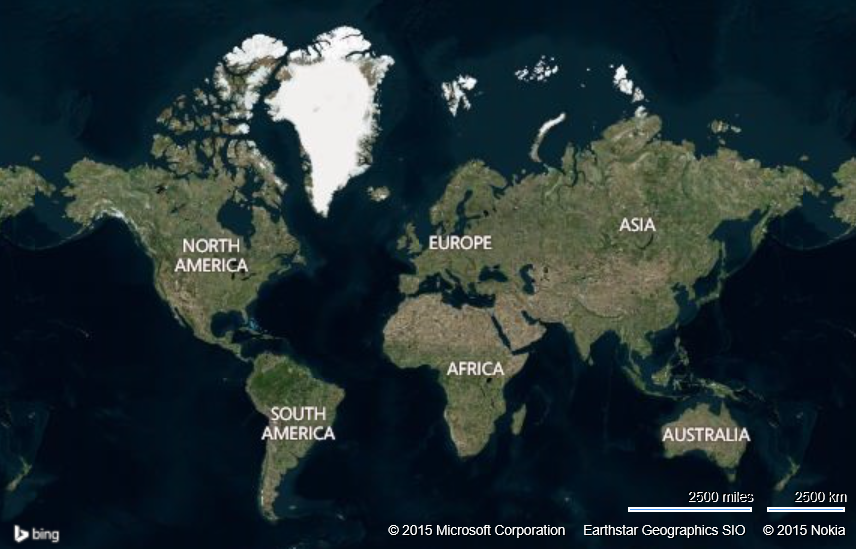 ASIA
NORTH
AMERICA
EUROPE
AFRICA
SOUTH
AMERICA
AUSTRALIA
2500 miles
2500 km
bing
© 2015 Microsoft Corporation
Earthstar Geographics SIO
© 2015 Nokia